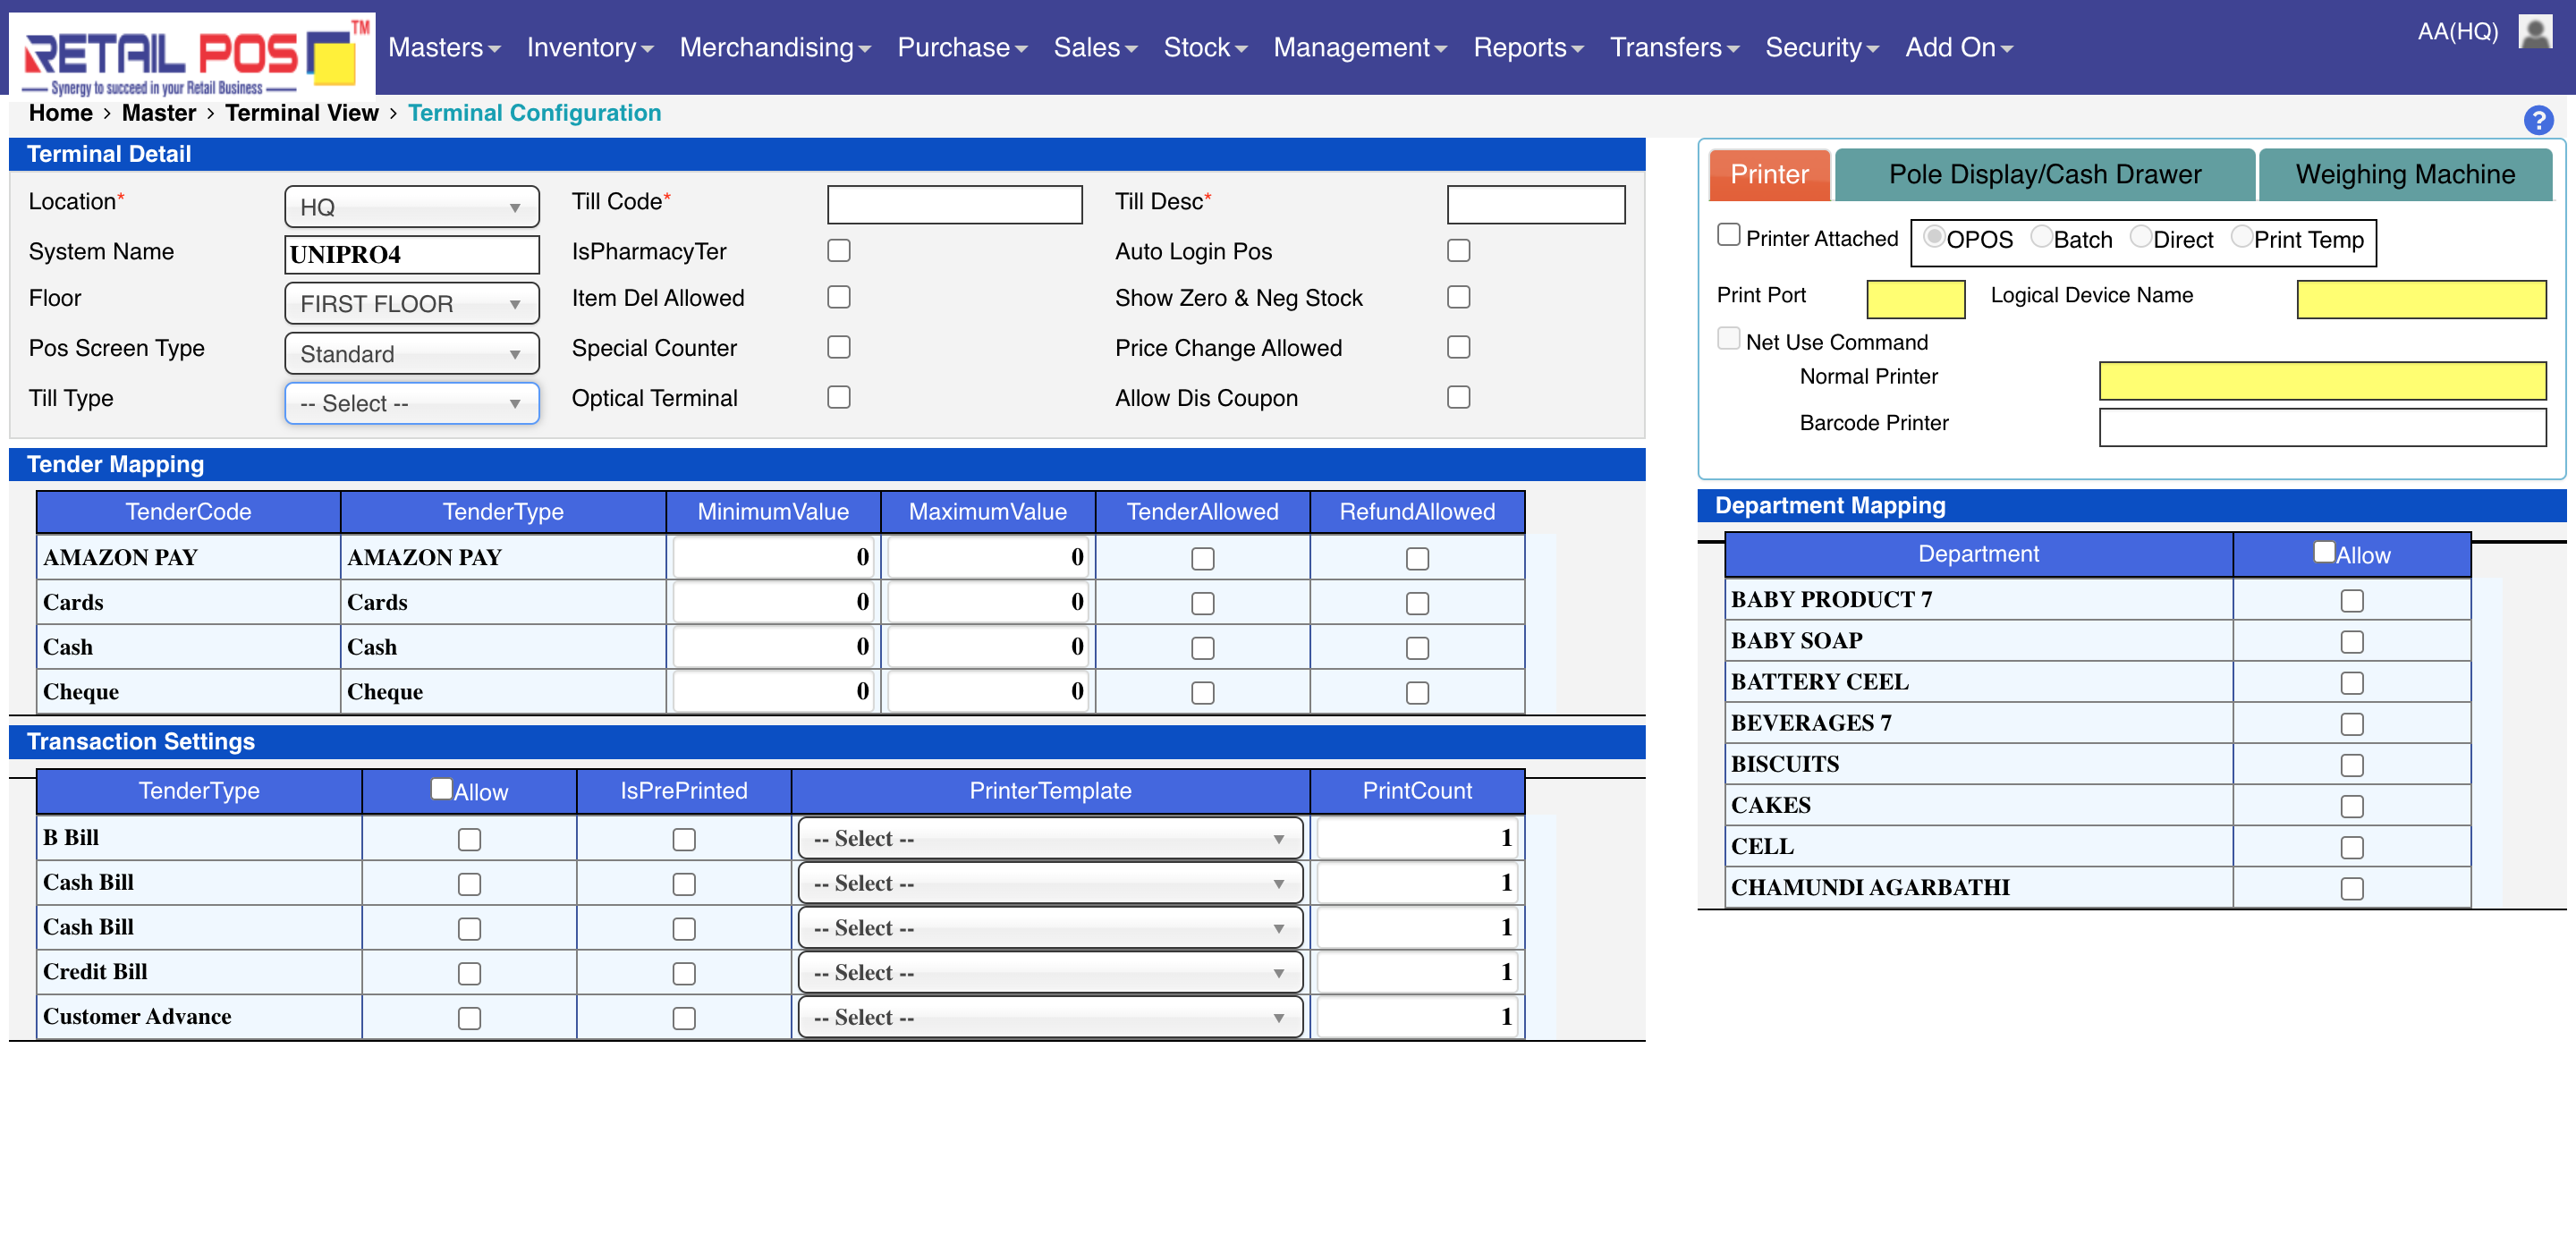 RETAIL POS TM
Synergy to succeed in your Retail Business
Masters Inventory Merchandising Purchase Sales Stock Management Reports Transfers Security Add On
AA(HQ)
Home > Master > Terminal View > Terminal Configuration
?
Terminal Detail
Location* HQ Till Code* Till Desc*
System Name UNIPRO4 IsPharmacyTer Auto Login Pos
Floor FIRST FLOOR Item Del Allowed Show Zero & Neg Stock
Pos Screen Type Standard Special Counter Price Change Allowed
Till Type -- Select -- Optical Terminal Allow Dis Coupon
Tender Mapping
TenderCode TenderType MinimumValue MaximumValue TenderAllowed RefundAllowed
AMAZON PAY AMAZON PAY 0 0
Cards Cards 0 0
Cash Cash 0 0
Cheque Cheque 0 0
Transaction Settings
TenderType Allow IsPrePrinted PrinterTemplate PrintCount
B Bill -- Select -- 1
Cash Bill -- Select -- 1
Cash Bill -- Select -- 1
Credit Bill -- Select -- 1
Customer Advance -- Select -- 1
Printer Pole Display/Cash Drawer Weighing Machine
Printer Attached OPOS Batch Direct Print Temp
Print Port Logical Device Name
Net Use Command
Normal Printer
Barcode Printer
Department Mapping
Department Allow
BABY PRODUCT 7
BABY SOAP
BATTERY CEEL
BEVERAGES 7
BISCUITS
CAKES
CELL
CHAMUNDI AGARBATHI